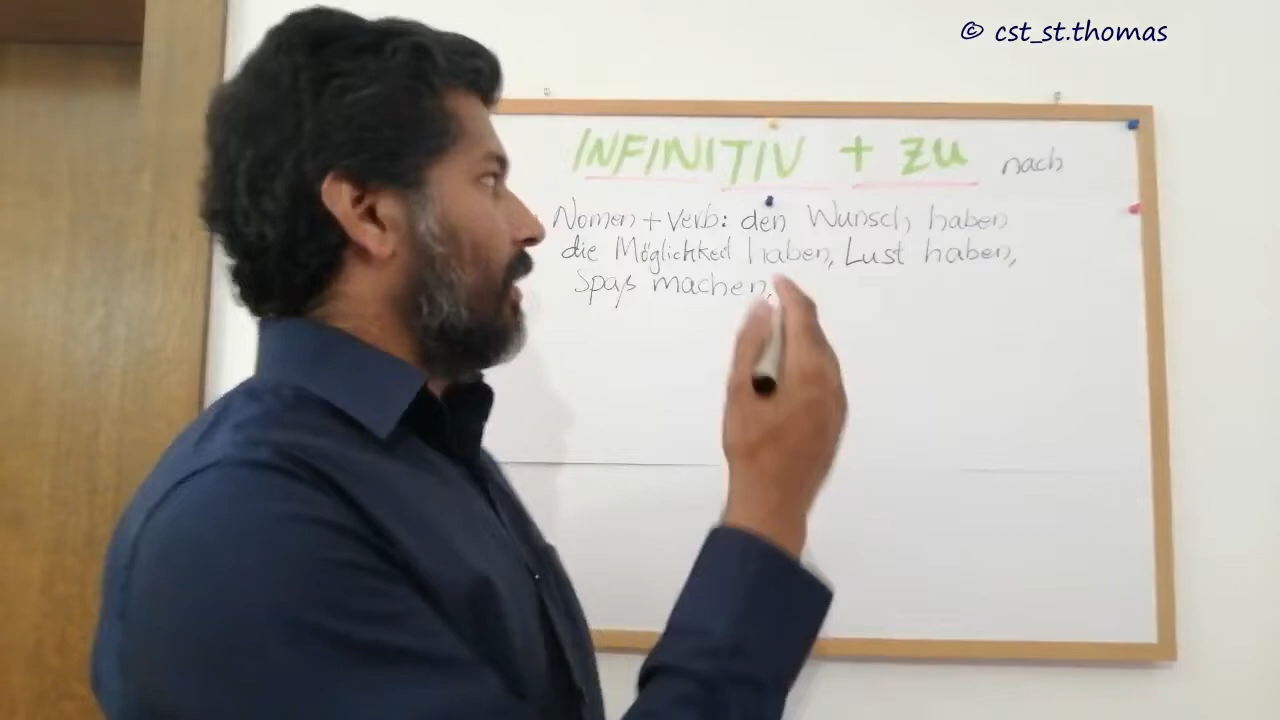 © cst_st.thomas
INFINITIV + ZU nach
Nomen + Verb: den Wunsch haben
die Möglichkeit haben, Lust haben,
Spaß machen,